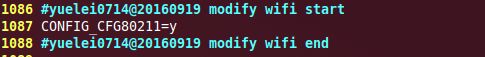 1086 #yuelei0714@20160919 modify wifi start
1087 CONFIG_CFG80211=y
1088 #yuelei0714@20160919 modify wifi end